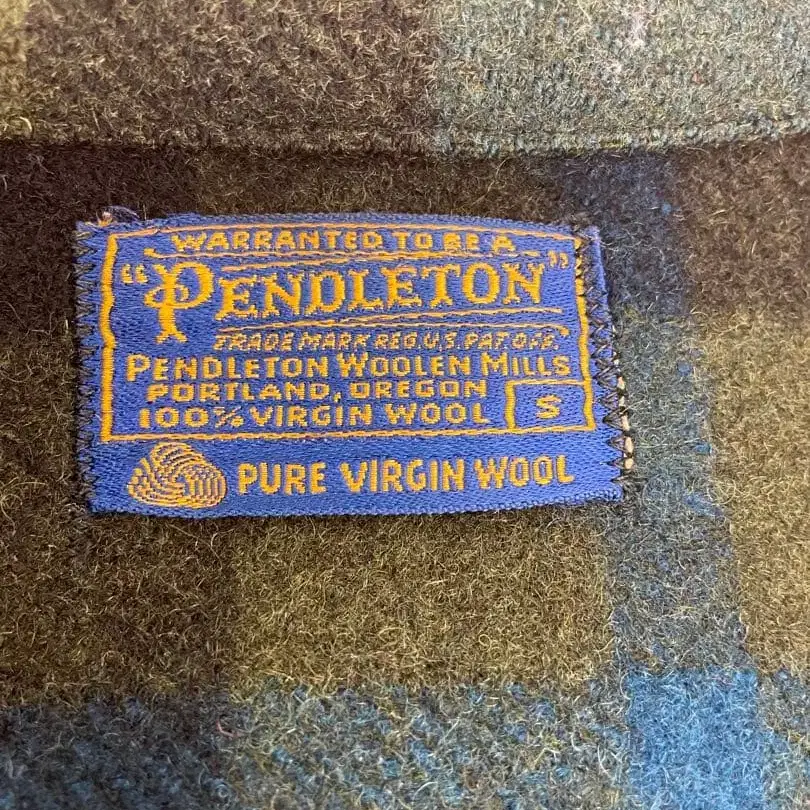 WARRANTED TO BE A
"PENDLETON"
TRADE MARK REG. U.S. PAT. OFF.
PENDLETON WOOLEN MILLS
PORTLAND, OREGON
100% VIRGIN WOOL S
PURE VIRGIN WOOL